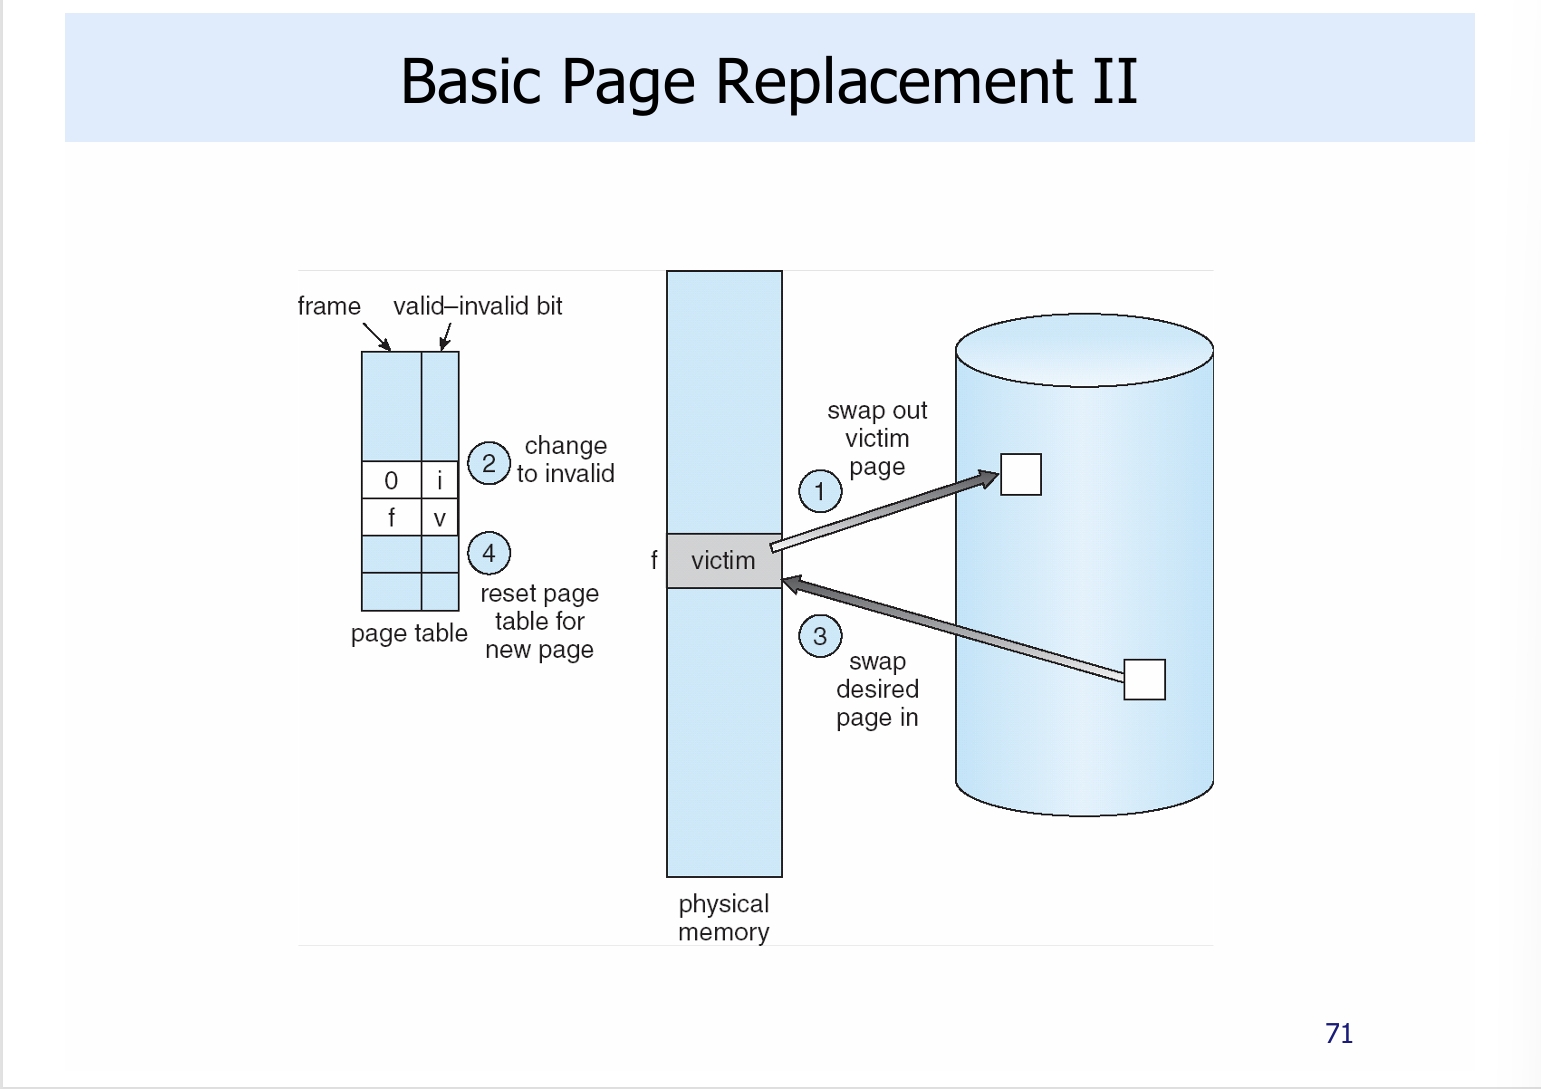 Basic Page Replacement II
frame
valid–invalid bit
0
i
f
v
2
change
to invalid
4
reset page
table for
new page
page table
f
victim
physical
memory
1
swap out
victim
page
3
swap
desired
page in
71